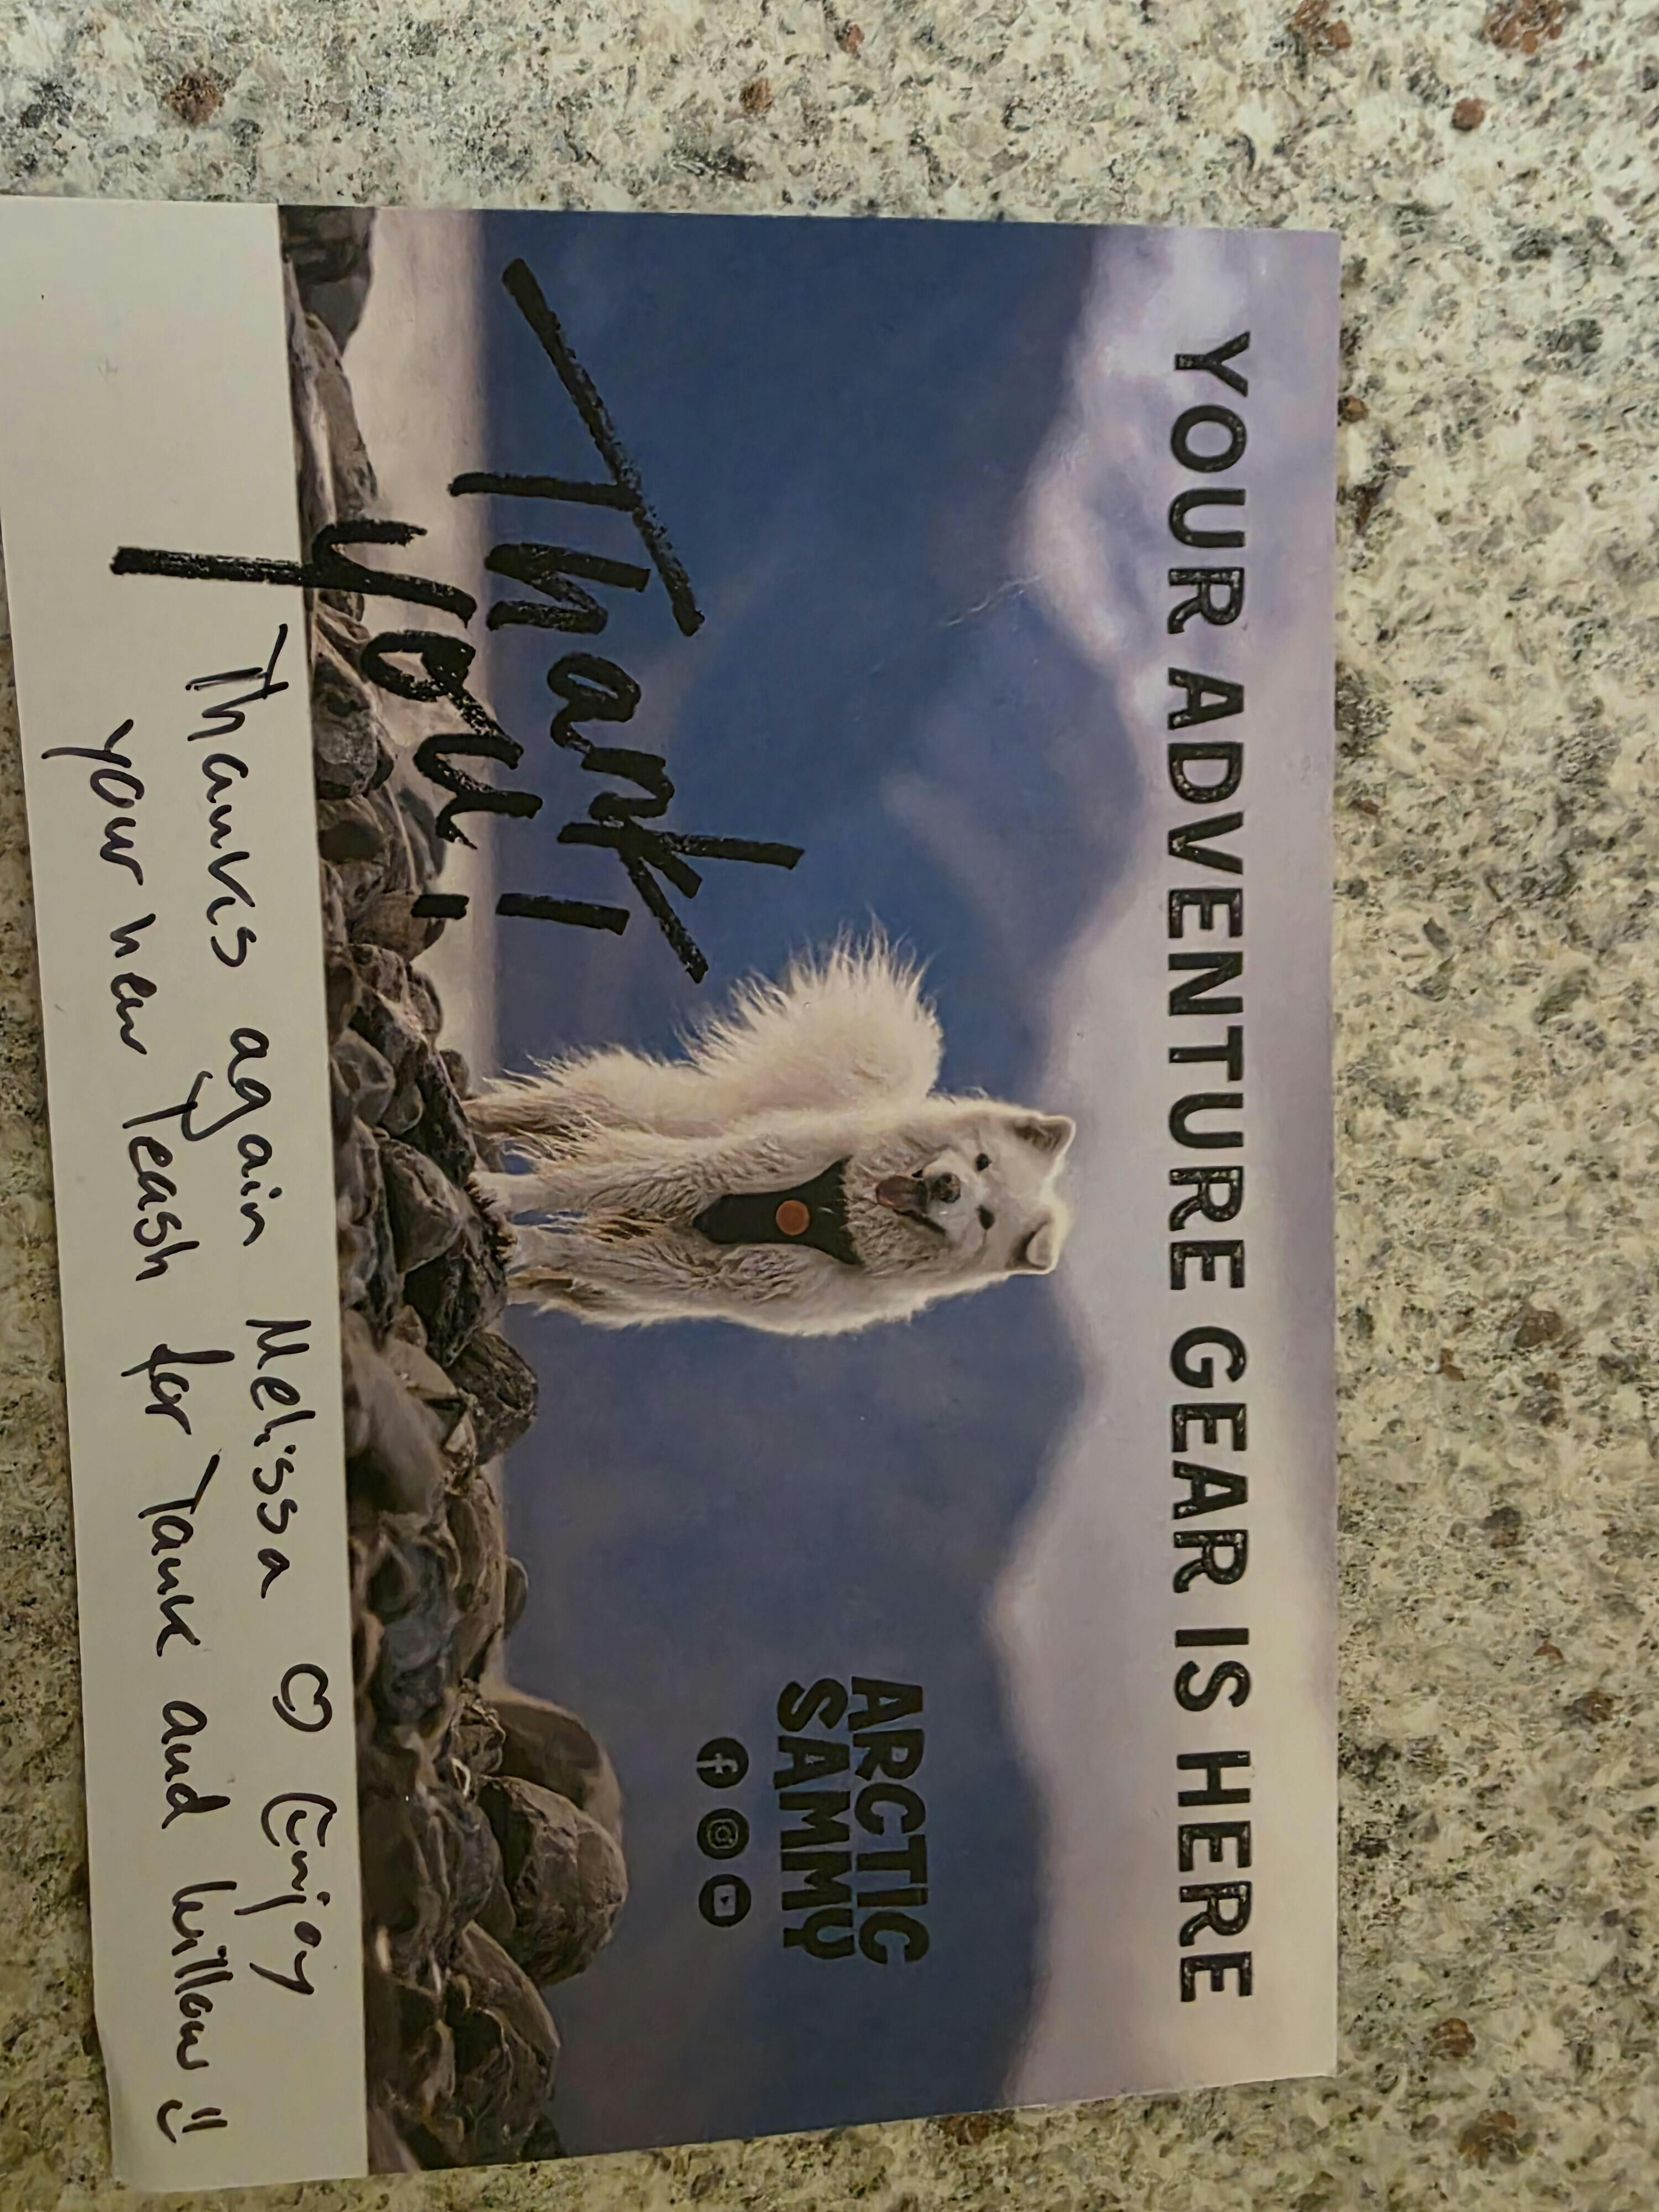 YOUR ADVENTURE GEAR IS HERE
Thank
you!
ARCTIC
SAMMY
Thanks again Melissa ♡ Enjoy
your new leash for Tank and Willow :)